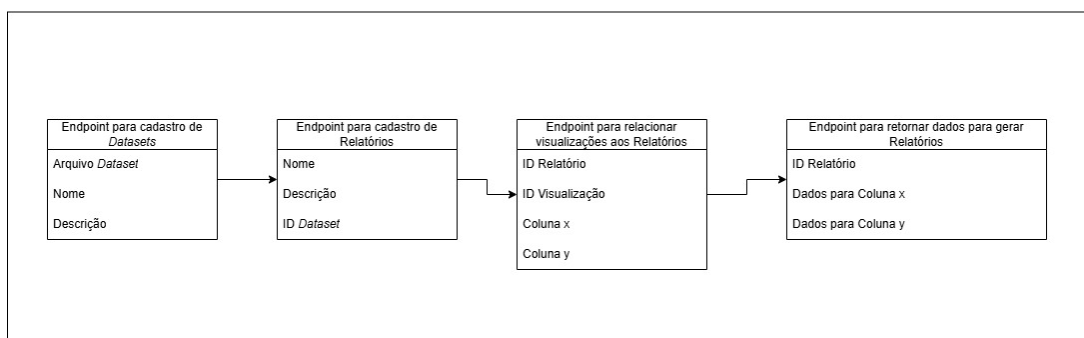 Endpoint para cadastro de
Datasets
Arquivo Dataset
Nome
Descrição
Endpoint para cadastro de
Relatórios
Nome
Descrição
ID Dataset
Endpoint para relacionar
visualizações aos Relatórios
ID Relatório
ID Visualização
Coluna x
Coluna y
Endpoint para retornar dados para gerar
Relatórios
ID Relatório
Dados para Coluna x
Dados para Coluna y